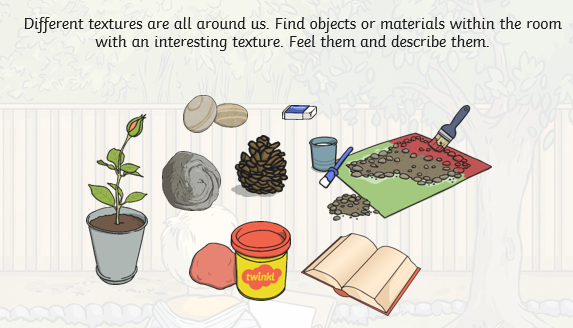 Different textures are all around us. Find objects or materials within the room
with an interesting texture. Feel them and describe them.
twinkl